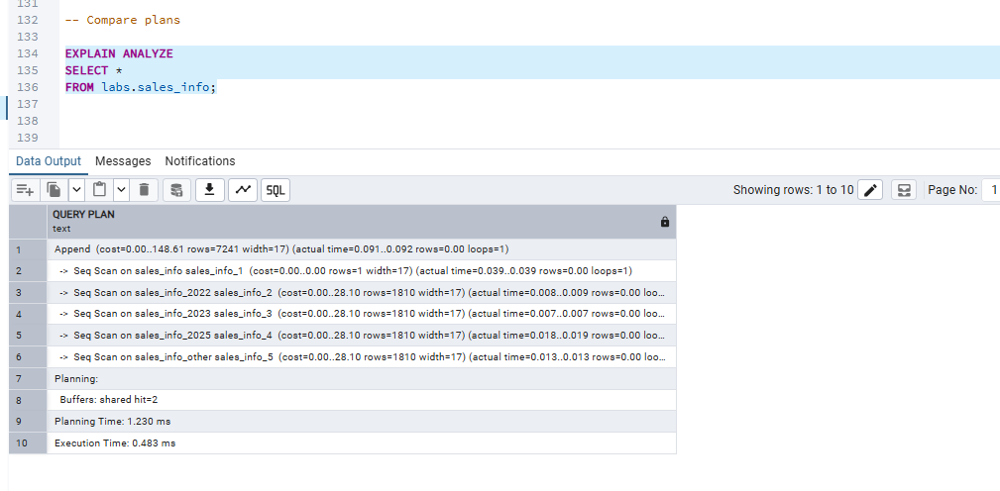 131
132 -- Compare plans
133
134 EXPLAIN ANALYZE
135 SELECT *
136 FROM labs.sales_info;
137
138
139
Data Output Messages Notifications
SQL Showing rows: 1 to 10 Page No: 1
QUERY PLAN
text
1 Append (cost=0.00..148.61 rows=7241 width=17) (actual time=0.091..0.092 rows=0.00 loops=1)
2 -> Seq Scan on sales_info sales_info_1 (cost=0.00..0.00 rows=1 width=17) (actual time=0.039..0.039 rows=0.00 loops=1)
3 -> Seq Scan on sales_info_2022 sales_info_2 (cost=0.00..28.10 rows=1810 width=17) (actual time=0.008..0.009 rows=0.00 loo...
4 -> Seq Scan on sales_info_2023 sales_info_3 (cost=0.00..28.10 rows=1810 width=17) (actual time=0.007..0.007 rows=0.00 loo...
5 -> Seq Scan on sales_info_2025 sales_info_4 (cost=0.00..28.10 rows=1810 width=17) (actual time=0.018..0.019 rows=0.00 loo...
6 -> Seq Scan on sales_info_other sales_info_5 (cost=0.00..28.10 rows=1810 width=17) (actual time=0.013..0.013 rows=0.00 loo...
7 Planning:
8 Buffers: shared hit=2
9 Planning Time: 1.230 ms
10 Execution Time: 0.483 ms